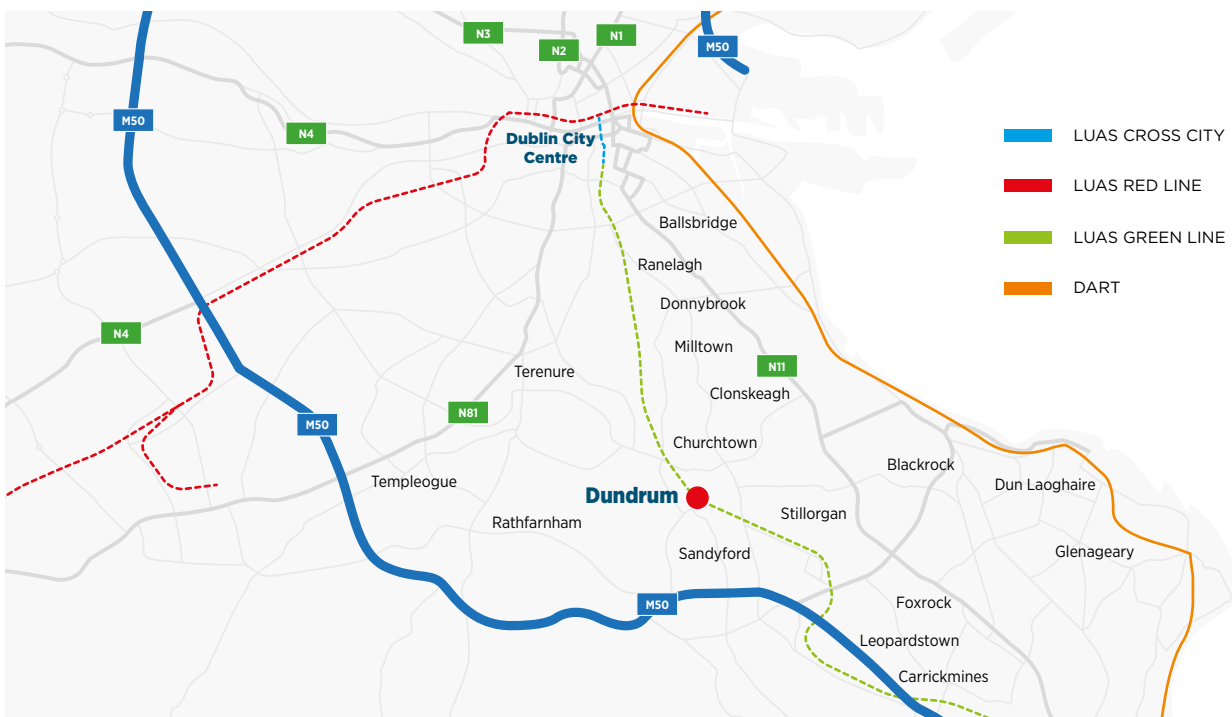 N3
N2
N1
M50
M50
N4
Dublin City
Centre
LUAS CROSS CITY
LUAS RED LINE
LUAS GREEN LINE
DART
Ballsbridge
Ranelagh
Donnybrook
N4
Milltown
N11
Terenure
Clonskeagh
N81
M50
Churchtown
Blackrock
Templeogue
Dun Laoghaire
Dundrum
Stillorgan
Rathfarnham
Sandyford
Glenageary
M50
Foxrock
Leopardstown
Carrickmines